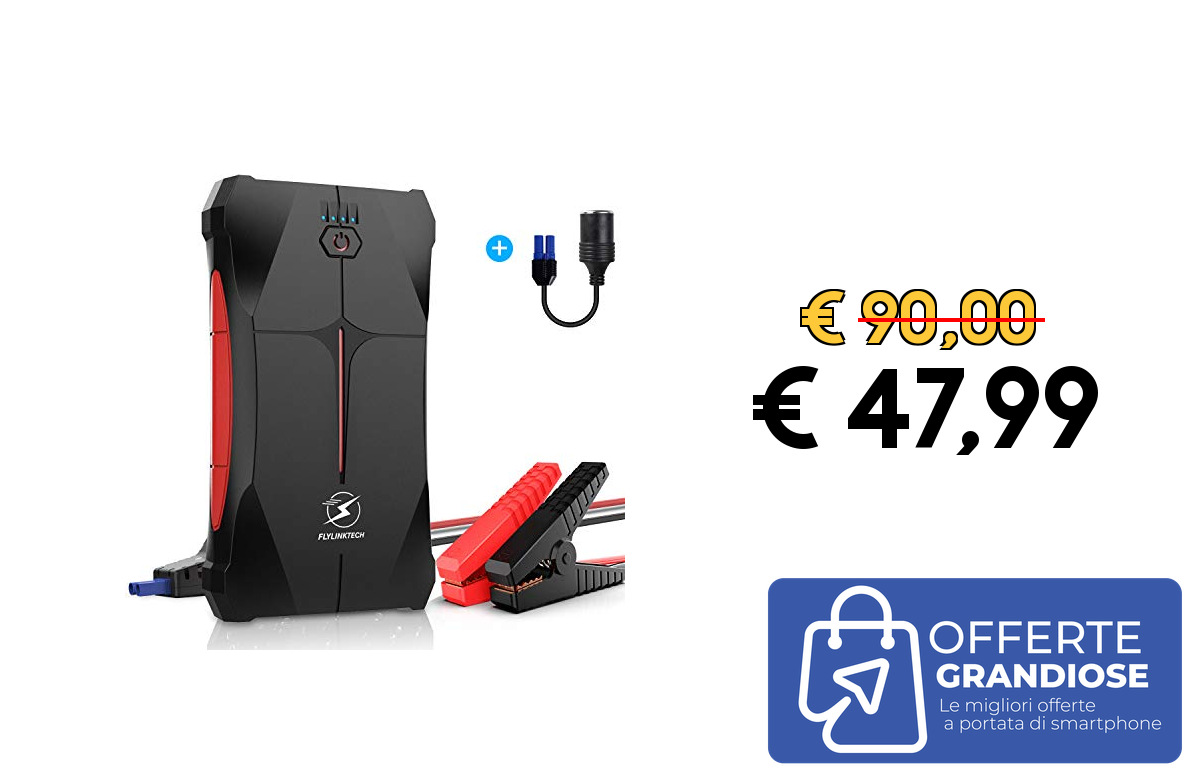 FLYLINKTECH
€ 90,00
€ 47,99
OFFERTE
GRANDIOSE
Le migliori offerte
a portata di smartphone